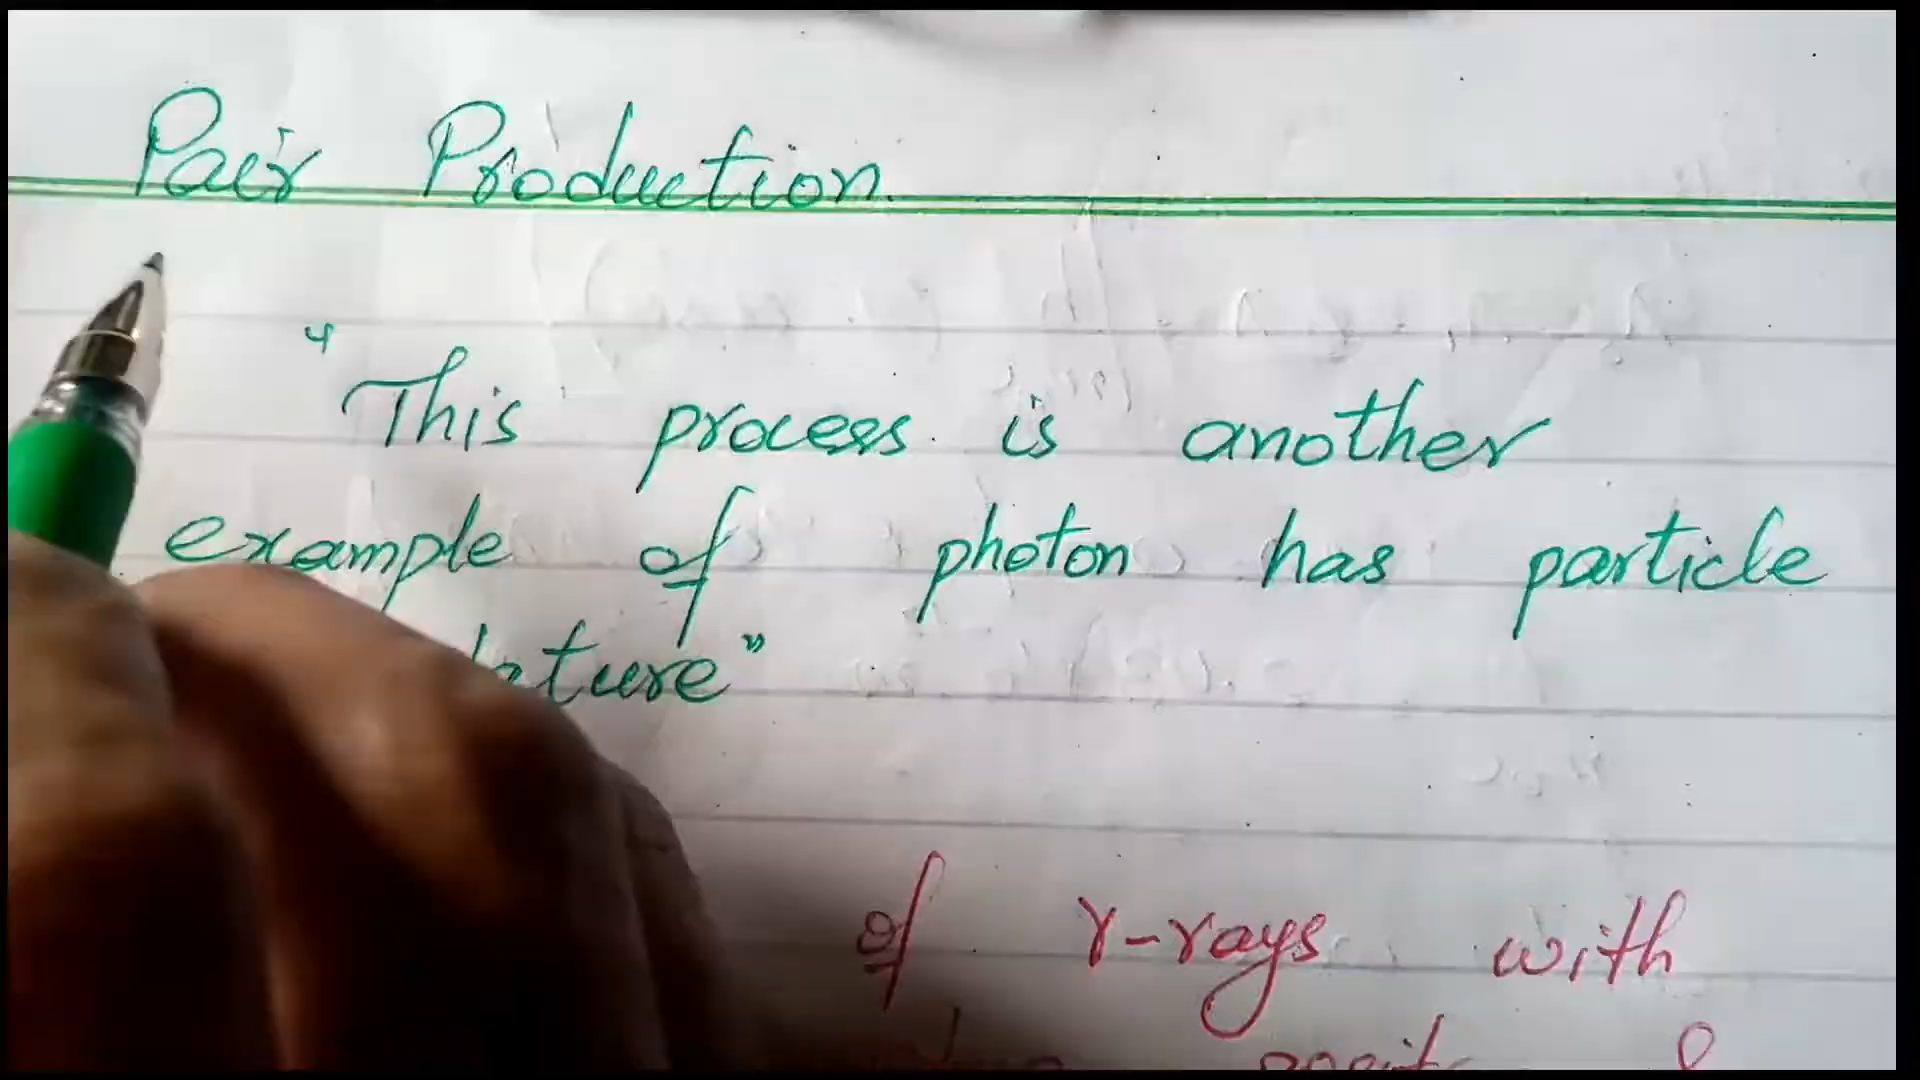 Pair Production
"This process is another
example of photon has particle
nature"
of γ-rays with